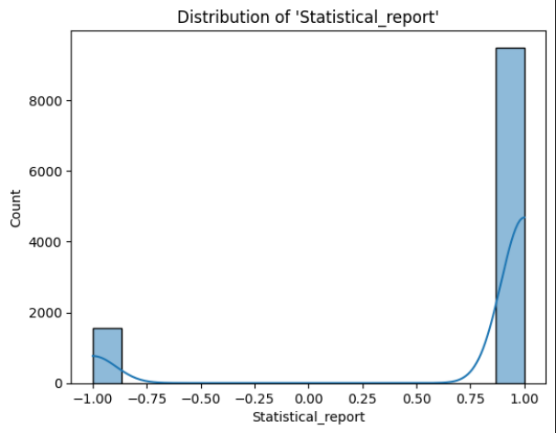 Distribution of 'Statistical_report'
8000
6000
4000
2000
0
Count
−1.00 −0.75 −0.50 −0.25 0.00 0.25 0.50 0.75 1.00
Statistical_report